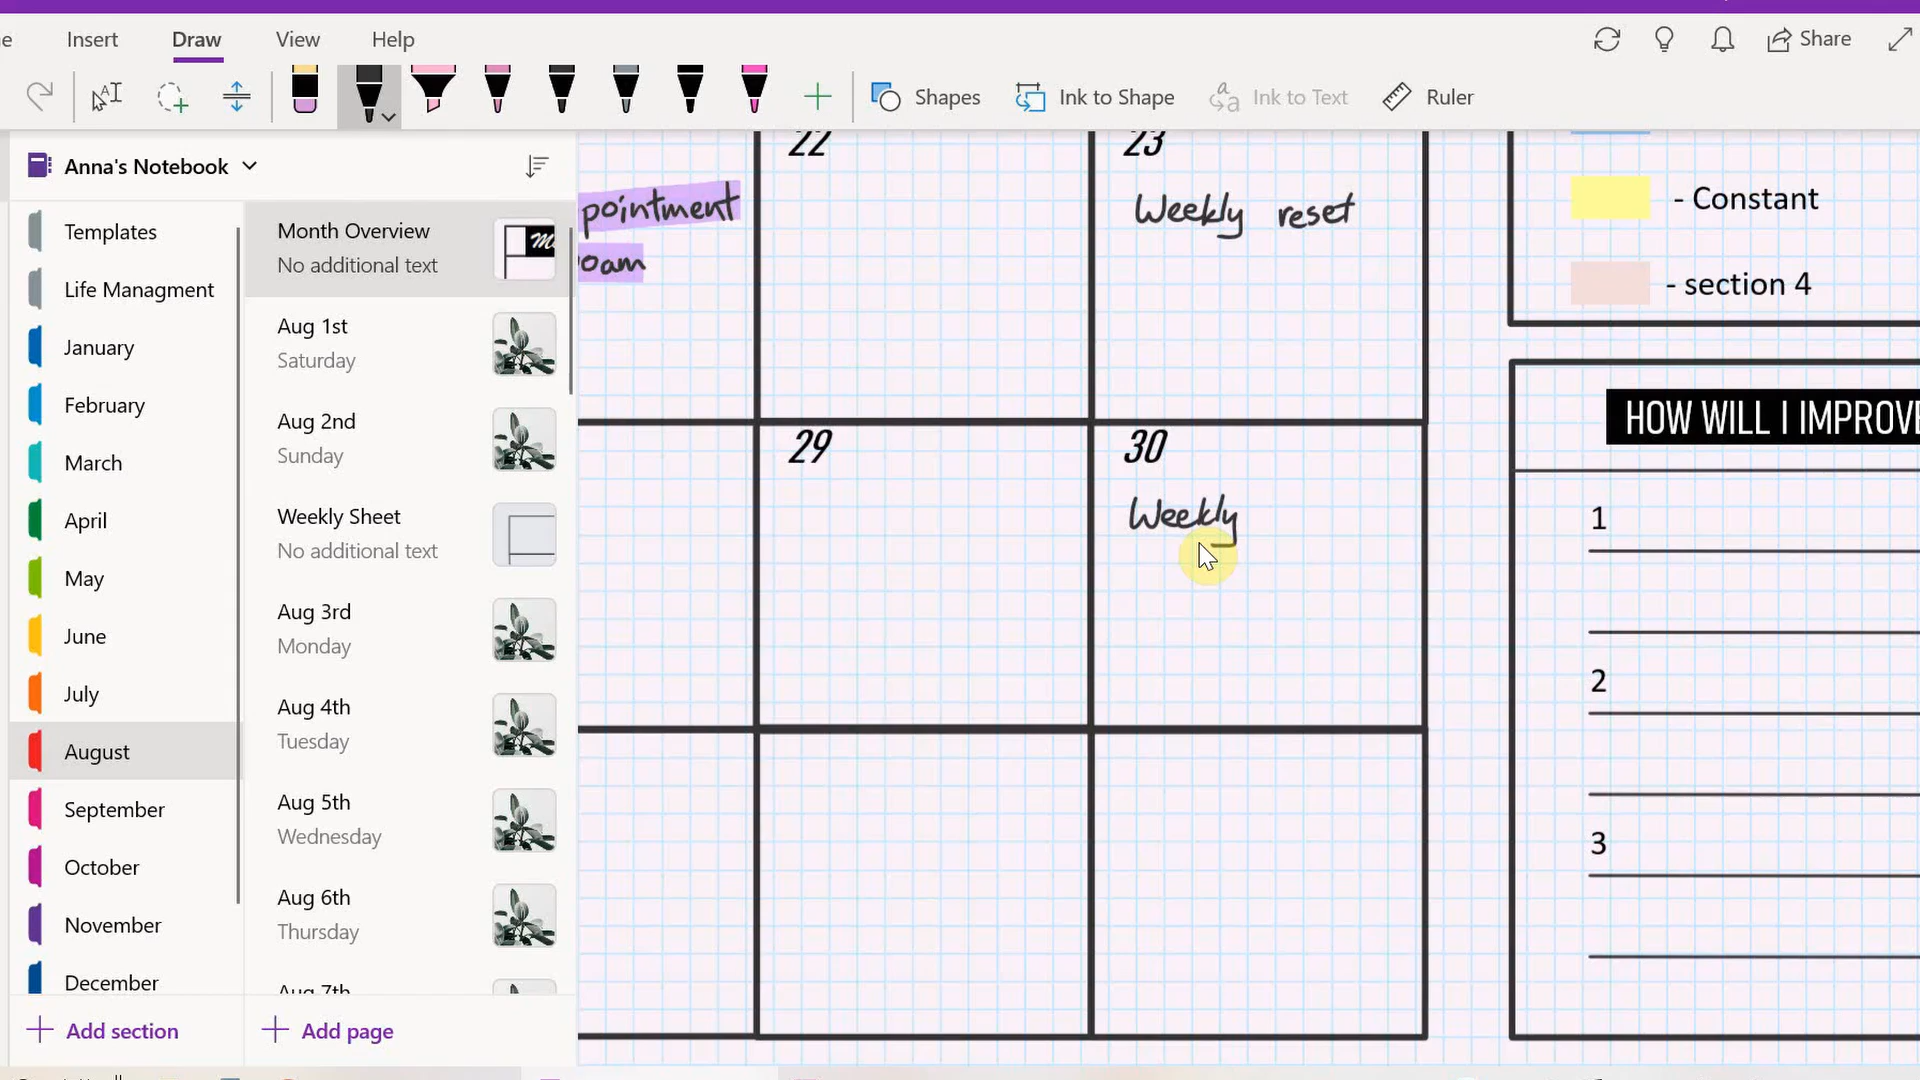 Insert
Draw
View
Help
Share
Shapes
Ink to Shape
Ink to Text
Ruler
Anna's Notebook
Templates
Life Managment
January
February
March
April
May
June
July
August
September
October
November
December
Add section
Month Overview
No additional text
Aug 1st
Saturday
Aug 2nd
Sunday
Weekly Sheet
No additional text
Aug 3rd
Monday
Aug 4th
Tuesday
Aug 5th
Wednesday
Aug 6th
Thursday
Aug 7th
Add page
pointment
0am
22
23
Weekly reset
29
30
Weekly
- Constant
- section 4
HOW WILL I IMPROVE
1
2
3